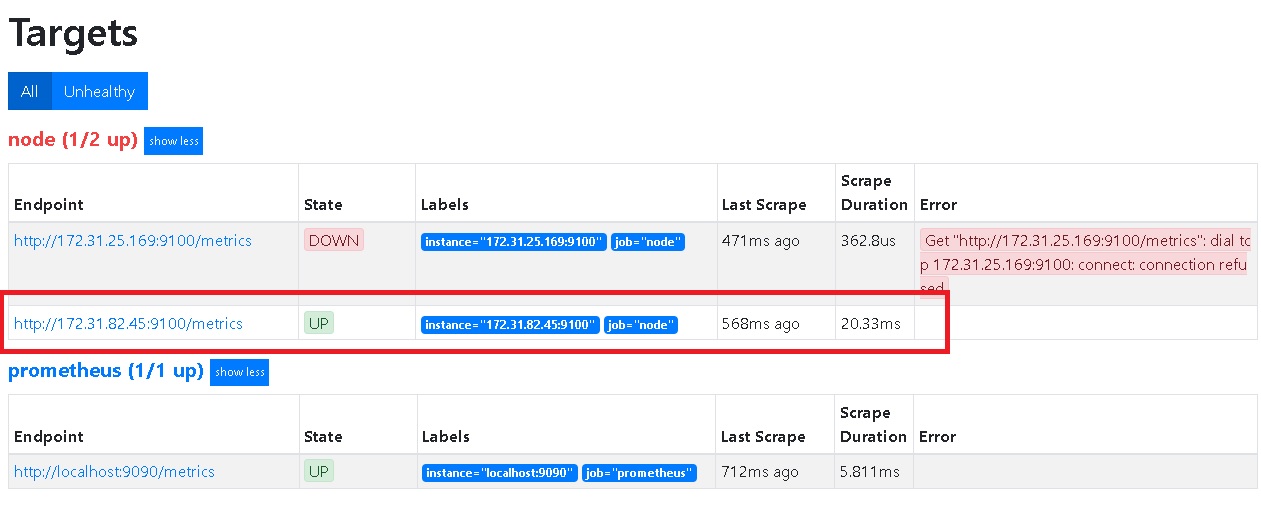 Targets
All Unhealthy
node (1/2 up) show less
Endpoint State Labels Last Scrape Scrape Duration Error
http://172.31.25.169:9100/metrics DOWN instance="172.31.25.169:9100" job="node" 471ms ago 362.8us Get "http://172.31.25.169:9100/metrics": dial tc
p 172.31.25.169:9100: connect: connection refu
sed
http://172.31.82.45:9100/metrics UP instance="172.31.82.45:9100" job="node" 568ms ago 20.33ms
prometheus (1/1 up) show less
Endpoint State Labels Last Scrape Scrape Duration Error
http://localhost:9090/metrics UP instance="localhost:9090" job="prometheus" 712ms ago 5.811ms